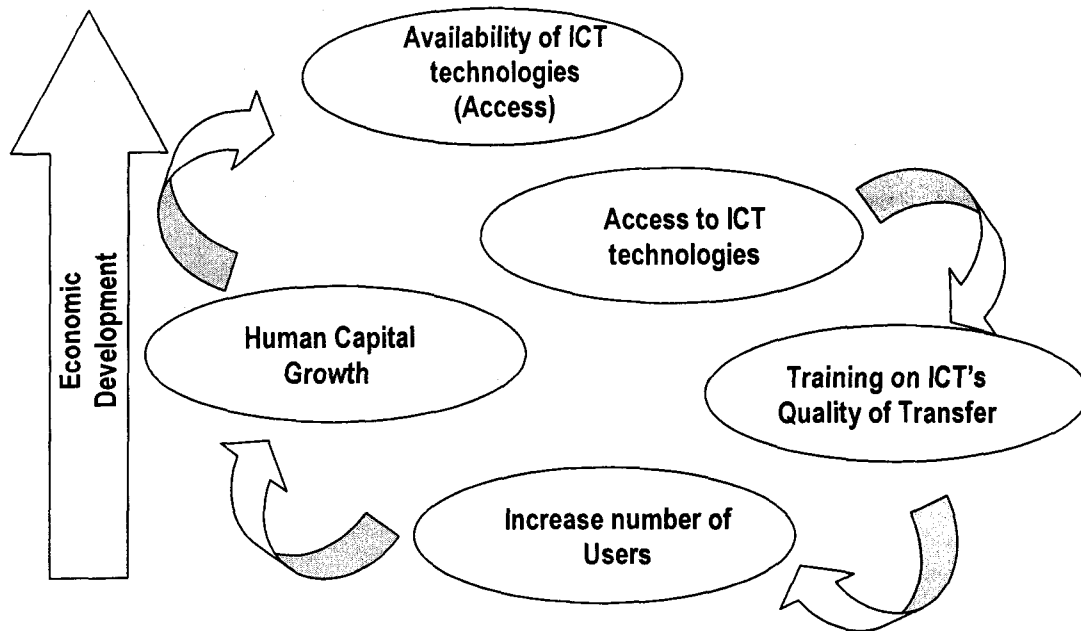 Availability of ICT
technologies
(Access)
Access to ICT
technologies
Economic
Development
Human Capital
Growth
Training on ICT's
Quality of Transfer
Increase number of
Users